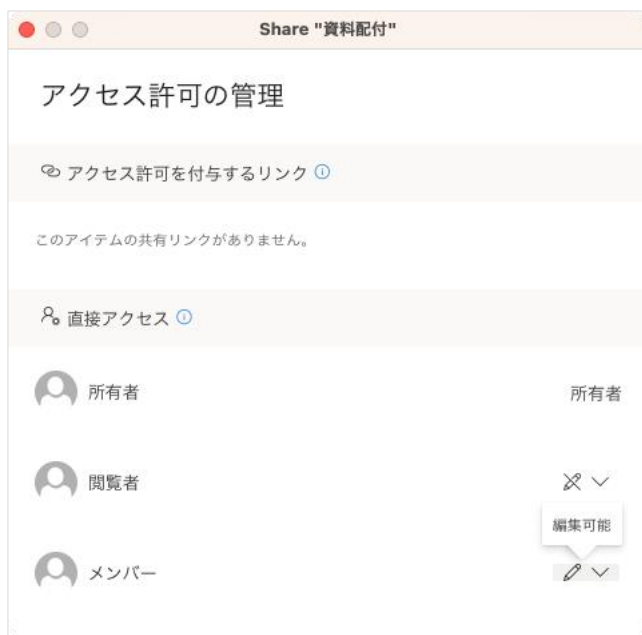 Share "資料配付"
アクセス許可の管理
アクセス許可を付与するリンク
このアイテムの共有リンクがありません。
直接アクセス
所有者 所有者
閲覧者
編集可能
メンバー